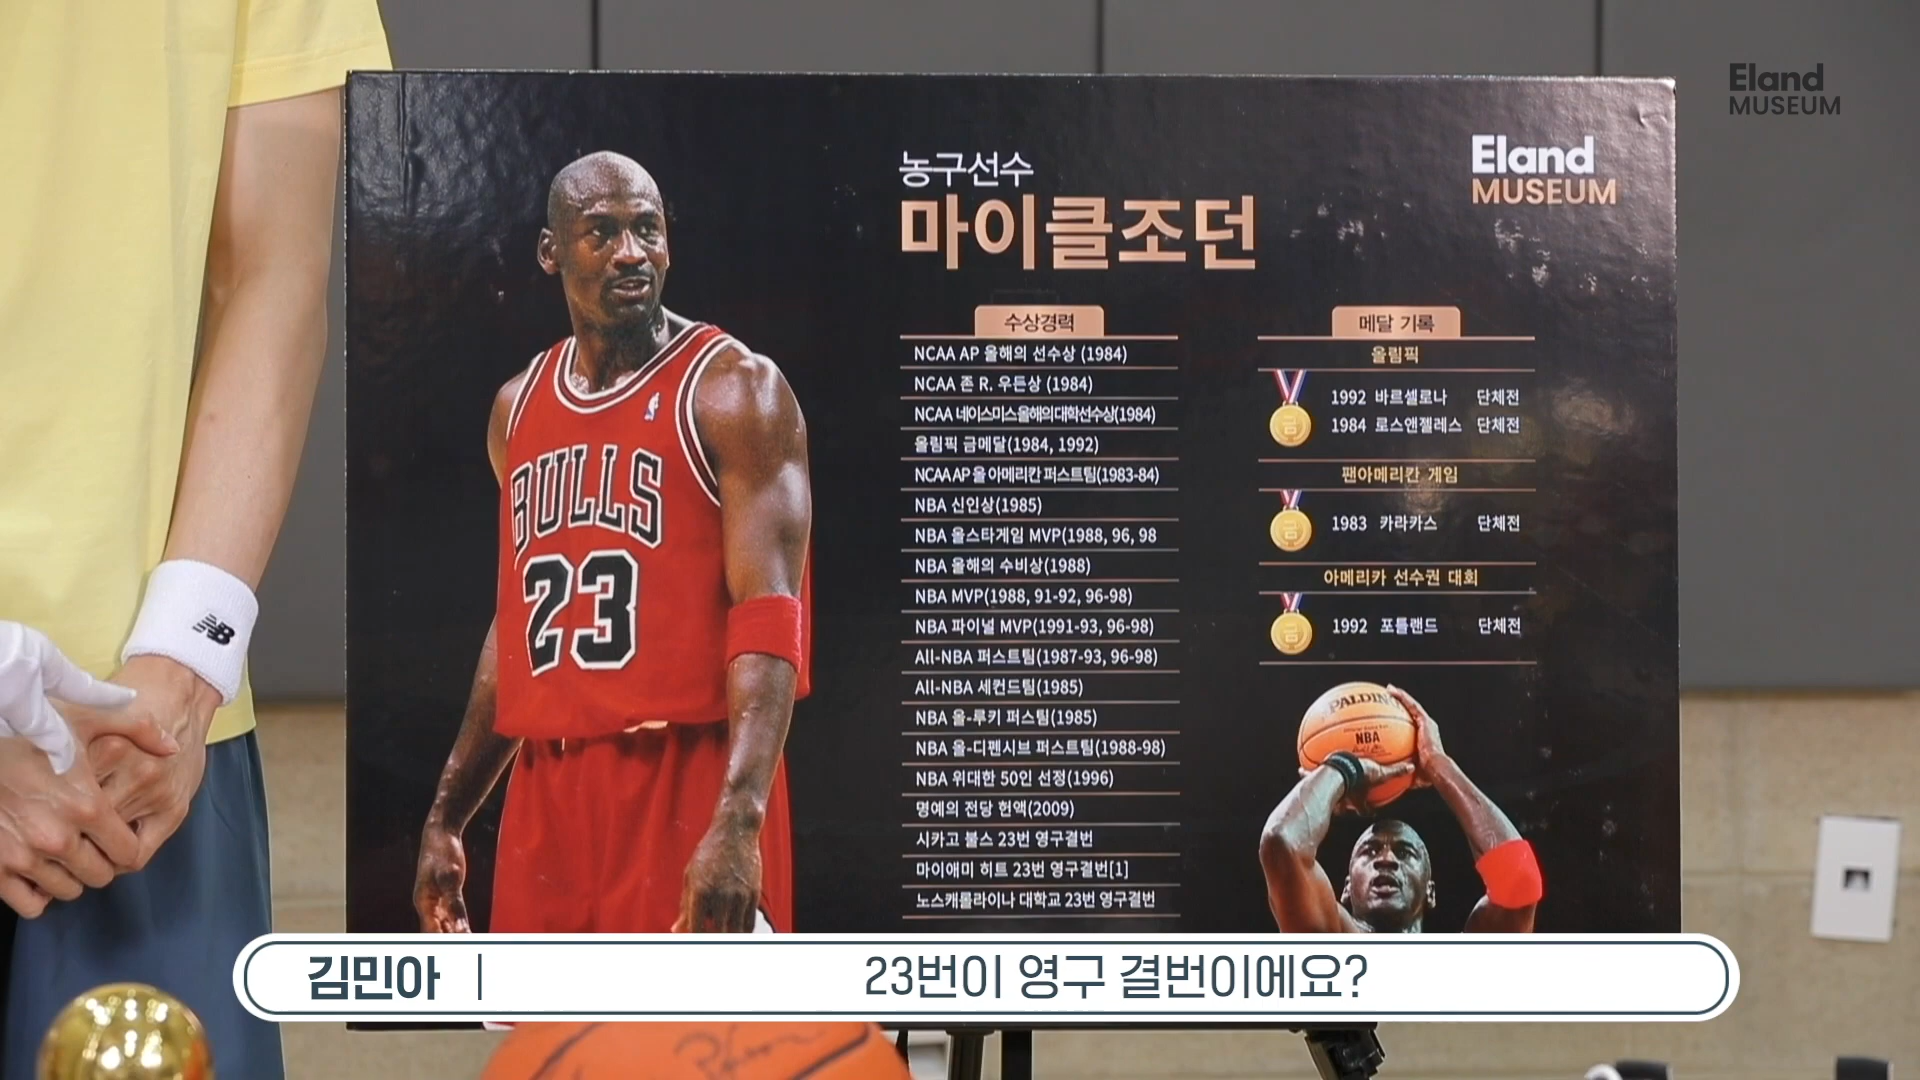 Eland
MUSEUM
농구선수
마이클조던
Eland
MUSEUM
수상경력
NCAA AP 올해의 선수상 (1984)
NCAA 존 R. 우든상 (1984)
NCAA 네이스미스올해의대학선수상(1984)
올림픽 금메달(1984, 1992)
NCAA AP 올 아메리칸 퍼스트팀(1983-84)
NBA 신인상(1985)
NBA 올스타게임 MVP(1988, 96, 98
NBA 올해의 수비상(1988)
NBA MVP(1988, 91-92, 96-98)
NBA 파이널 MVP(1991-93, 96-98)
All-NBA 퍼스트팀(1987-93, 96-98)
All-NBA 세컨드팀(1985)
NBA 올-루키 퍼스팀(1985)
NBA 올-디펜시브 퍼스트팀(1988-98)
NBA 위대한 50인 선정(1996)
명예의 전당 헌액(2009)
시카고 불스 23번 영구결번
마이애미 히트 23번 영구결번[1]
노스캐롤라이나 대학교 23번 영구결번
메달 기록
올림픽
금
1992 바르셀로나 단체전
1984 로스앤젤레스 단체전
팬아메리칸 게임
금
1983 카라카스 단체전
아메리카 선수권 대회
금
1992 포틀랜드 단체전
BULLS
23
PALDIN
NBA
NB
김민아 | 23번이 영구 결번이에요?